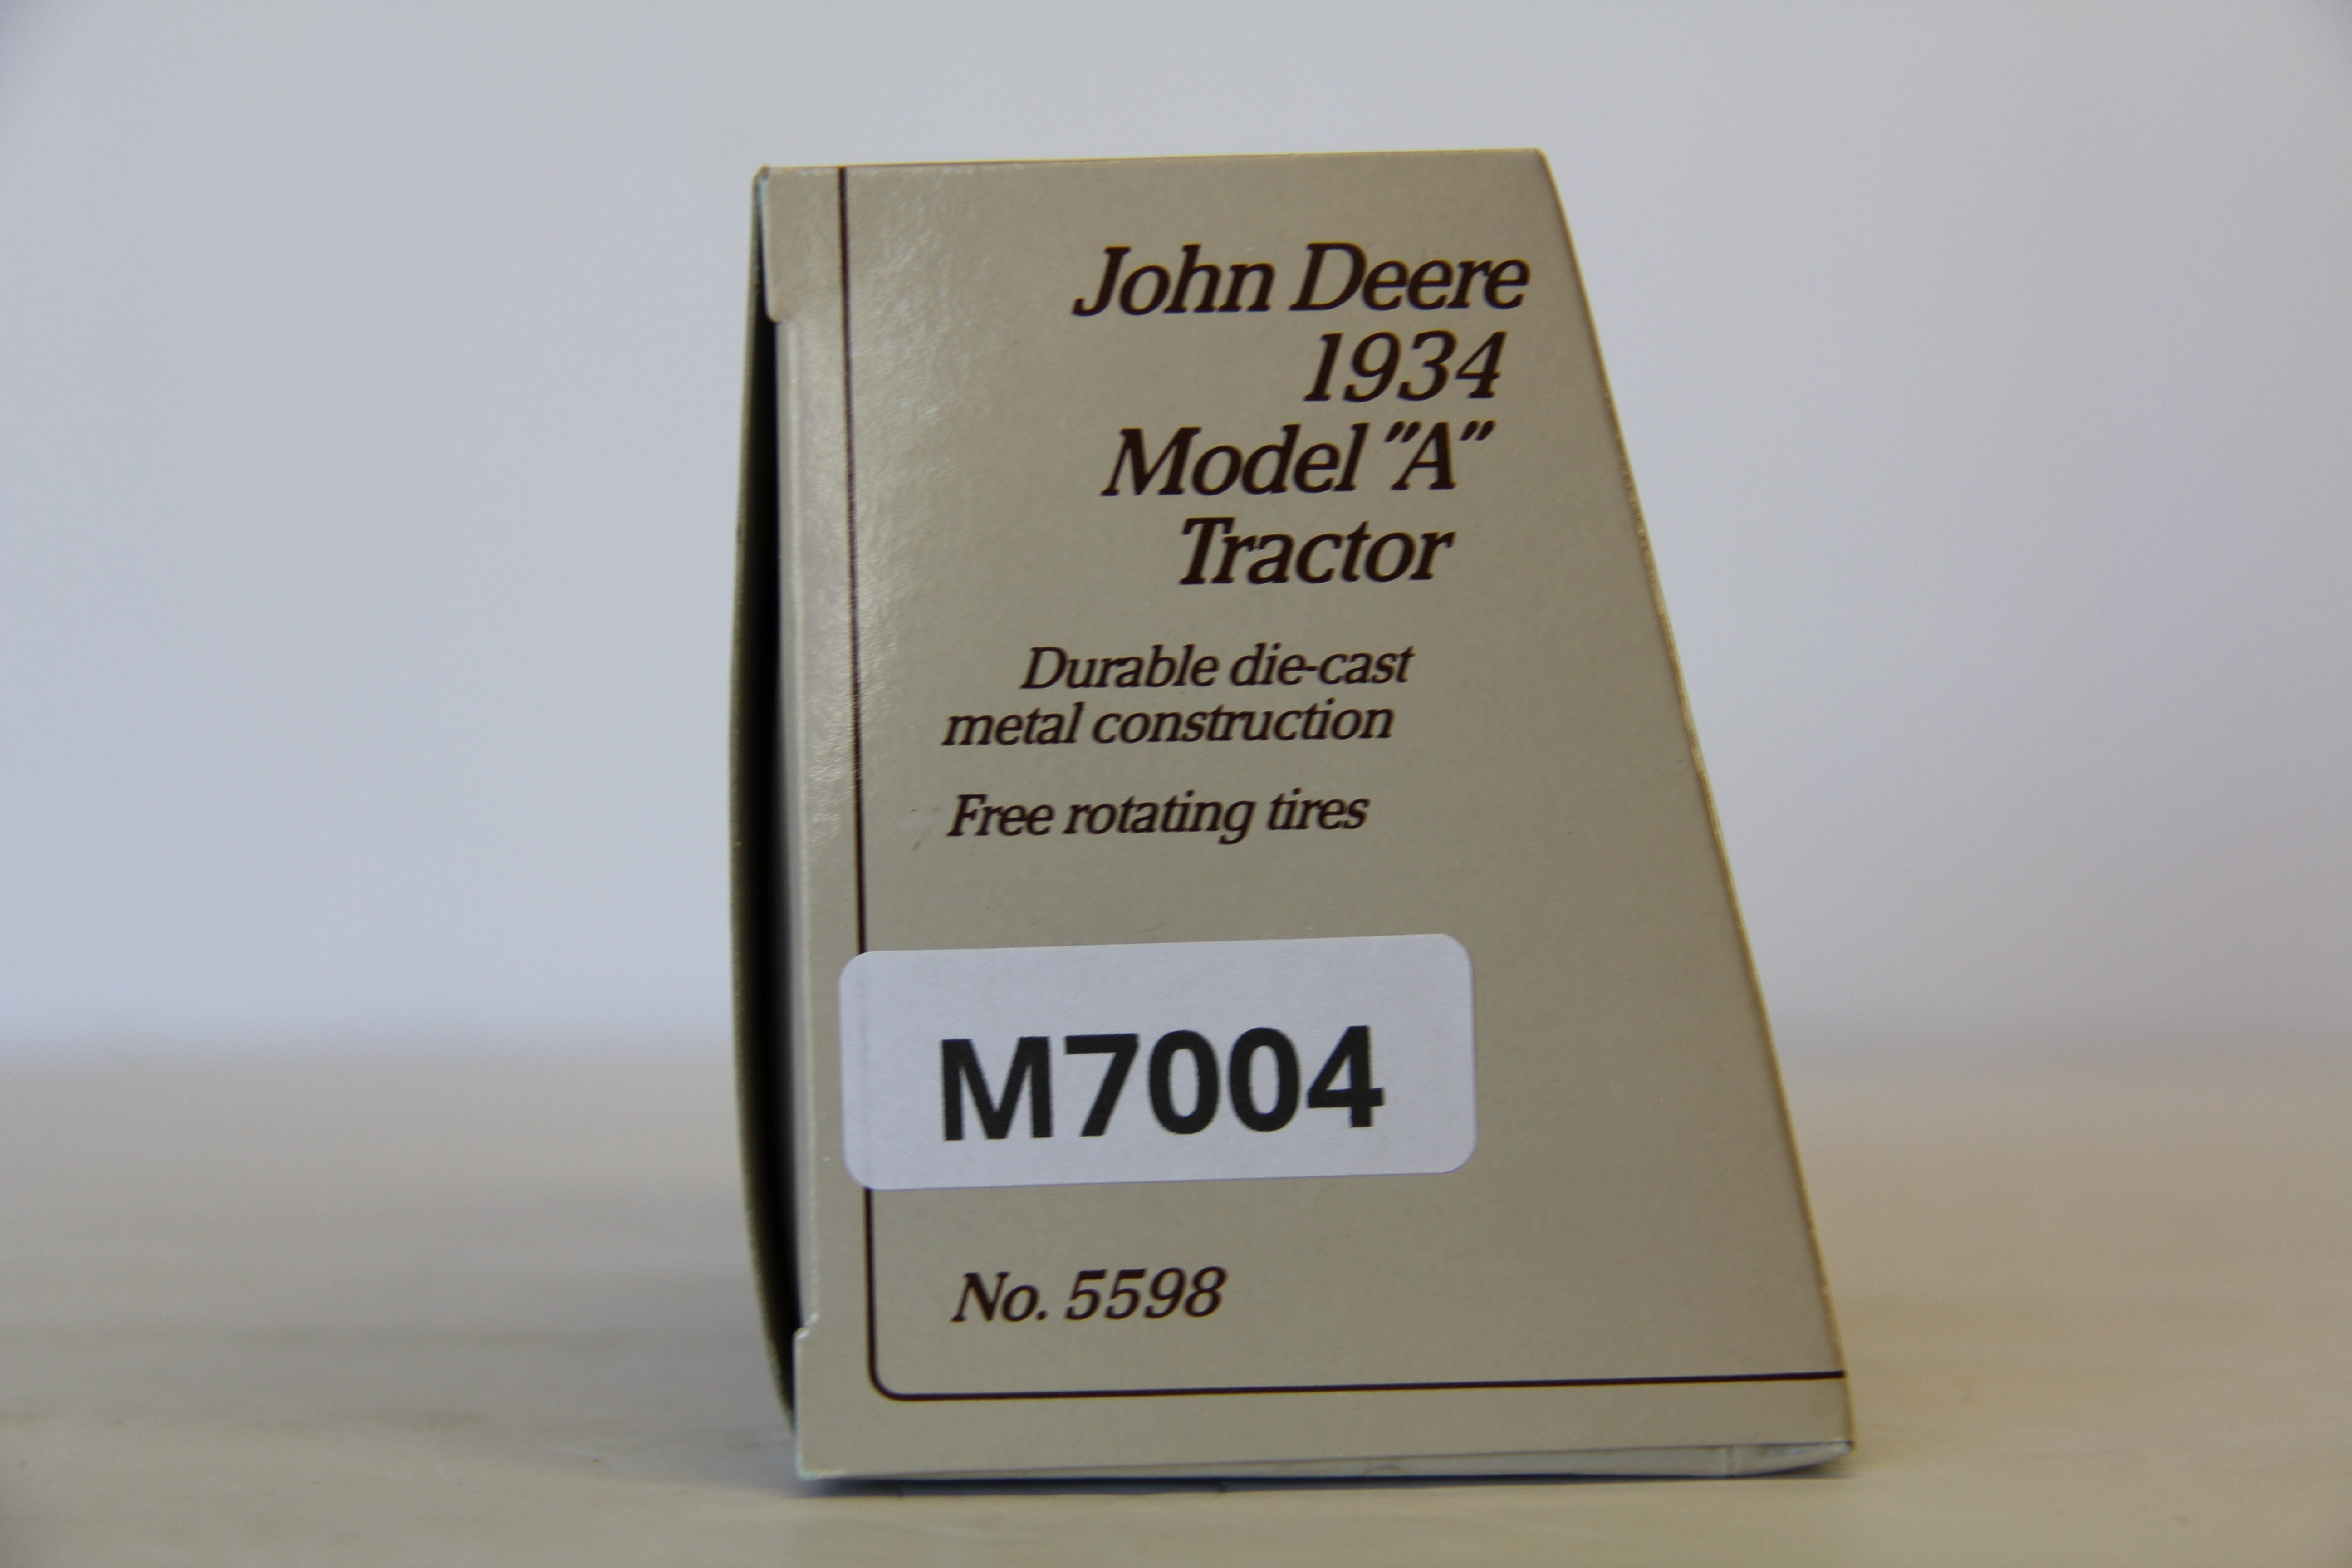 John Deere
1934
Model "A"
Tractor
Durable die-cast
metal construction
Free rotating tires
M7004
No. 5598